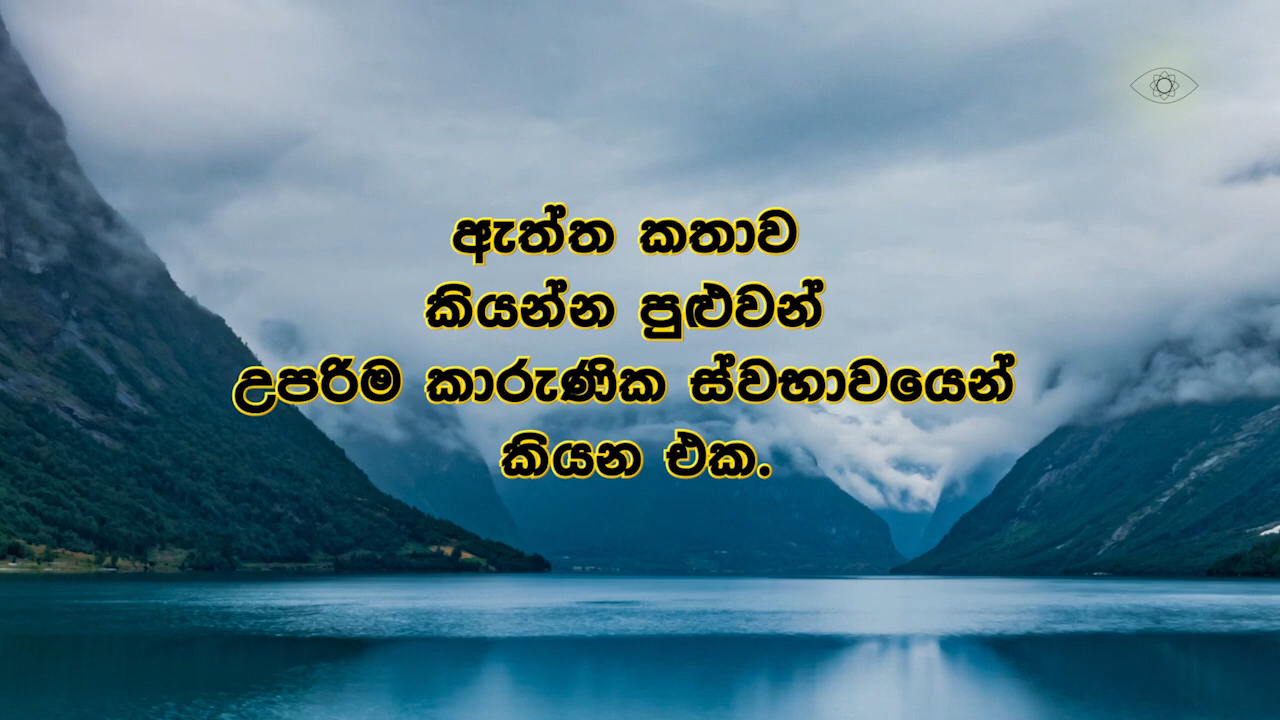 ඇත්ත කතාව
කියන්න පුළුවන්
උපරිම කාරුණික ස්වභාවයෙන්
කියන එක.